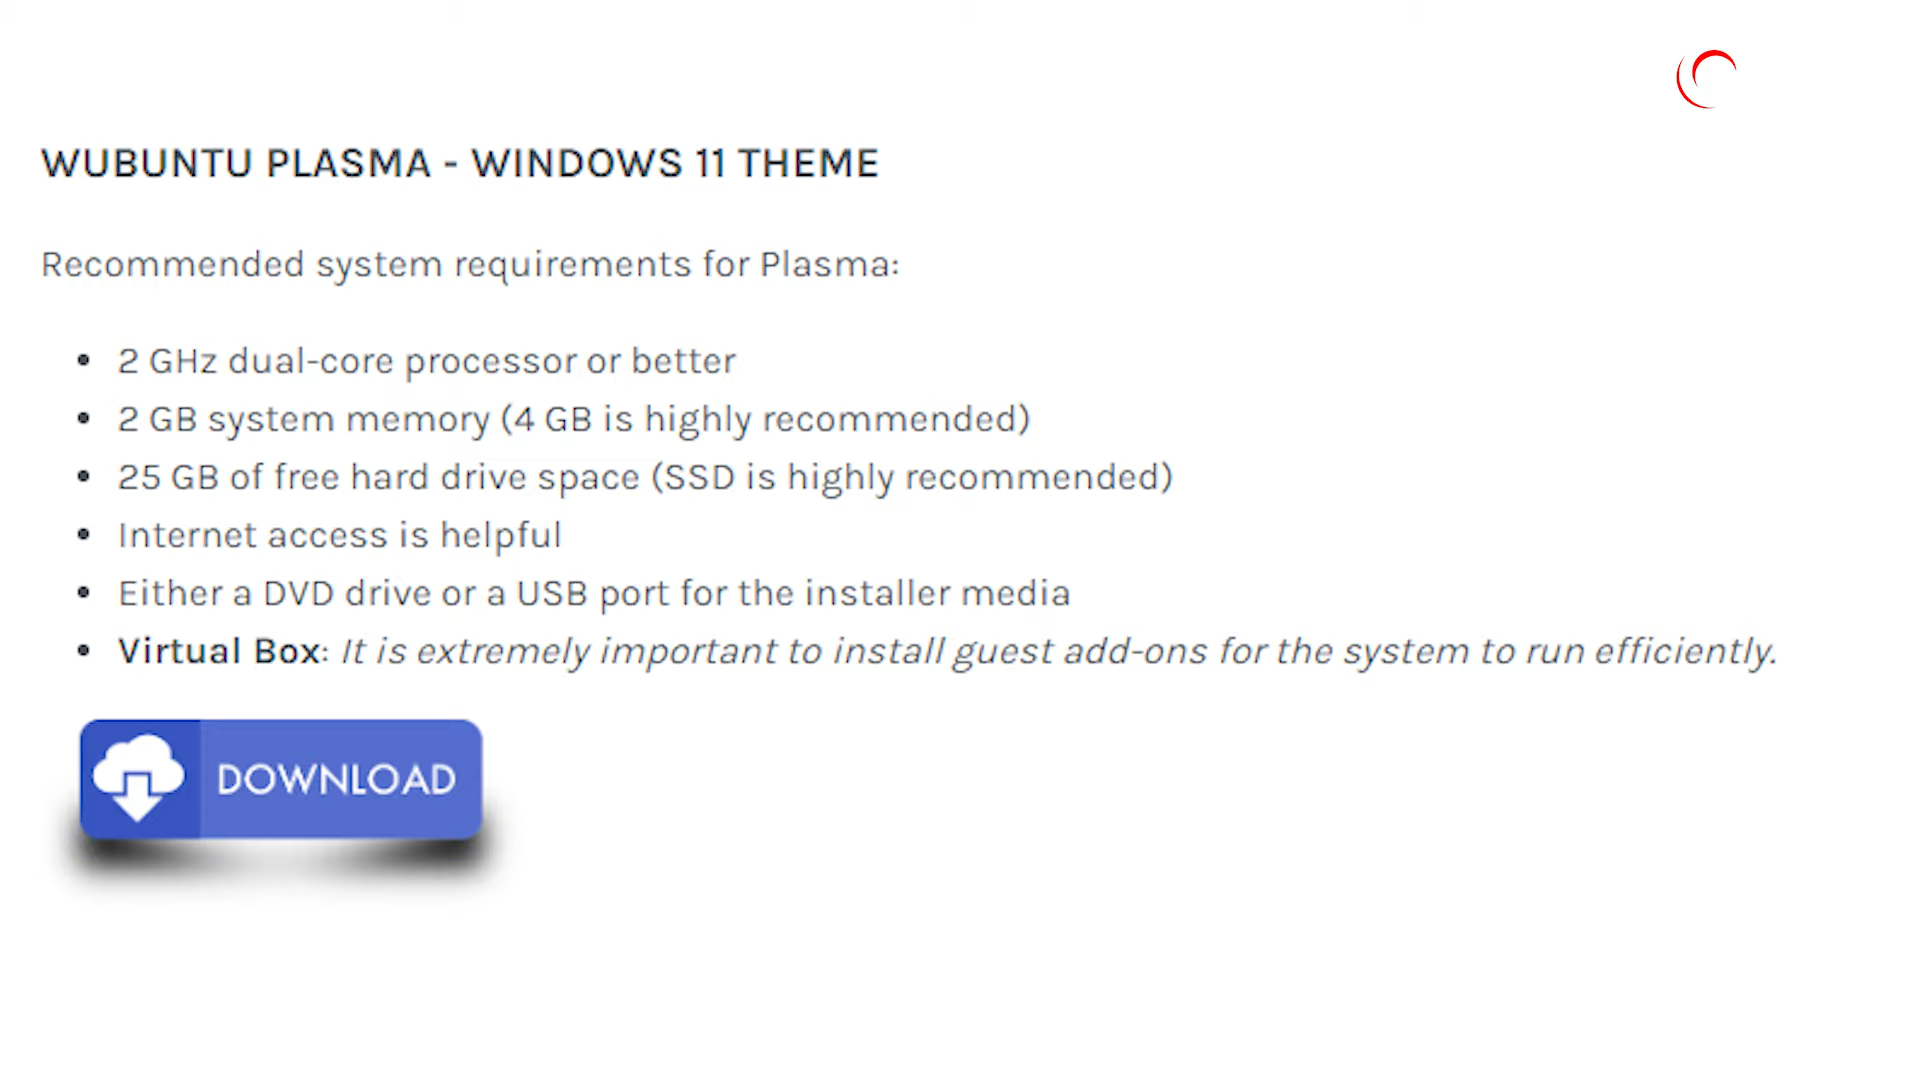 WUBUNTU PLASMA - WINDOWS 11 THEME
Recommended system requirements for Plasma:
• 2 GHz dual-core processor or better
• 2 GB system memory (4 GB is highly recommended)
• 25 GB of free hard drive space (SSD is highly recommended)
• Internet access is helpful
• Either a DVD drive or a USB port for the installer media
• Virtual Box: It is extremely important to install guest add-ons for the system to run efficiently.
DOWNLOAD